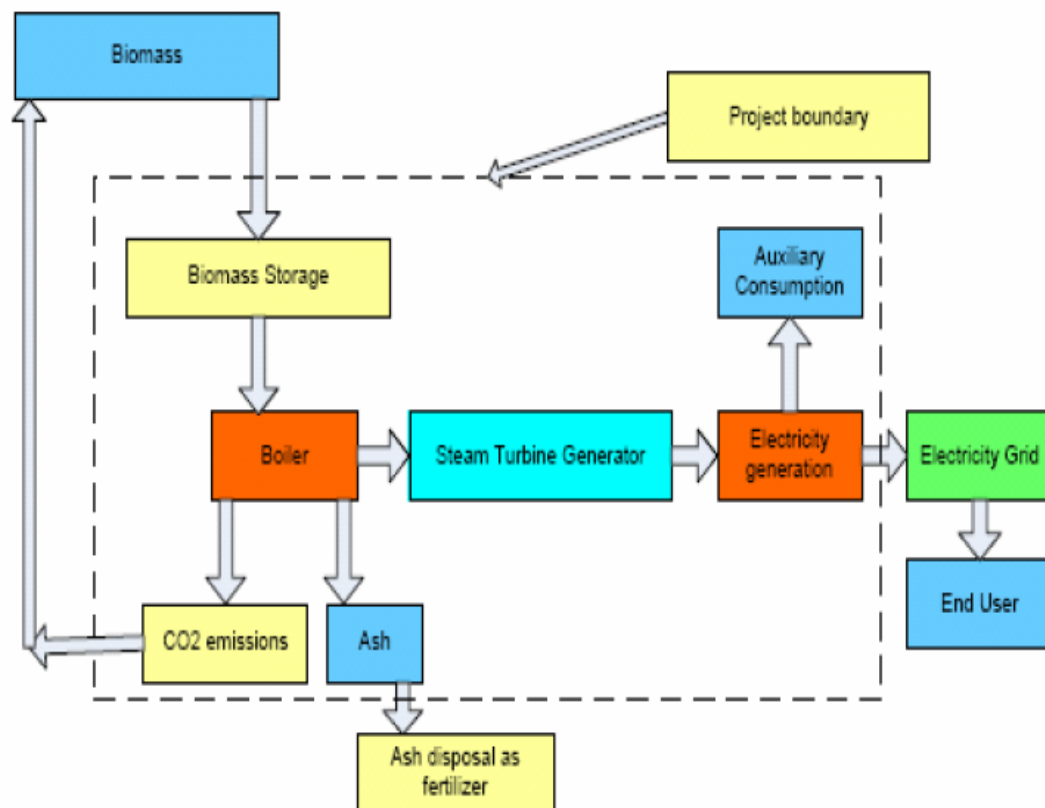 Biomass
Project boundary
Biomass Storage
Auxiliary
Consumption
Boiler
Steam Turbine Generator
Electricity
generation
Electricity Grid
End User
CO2 emissions
Ash
Ash disposal as
fertilizer